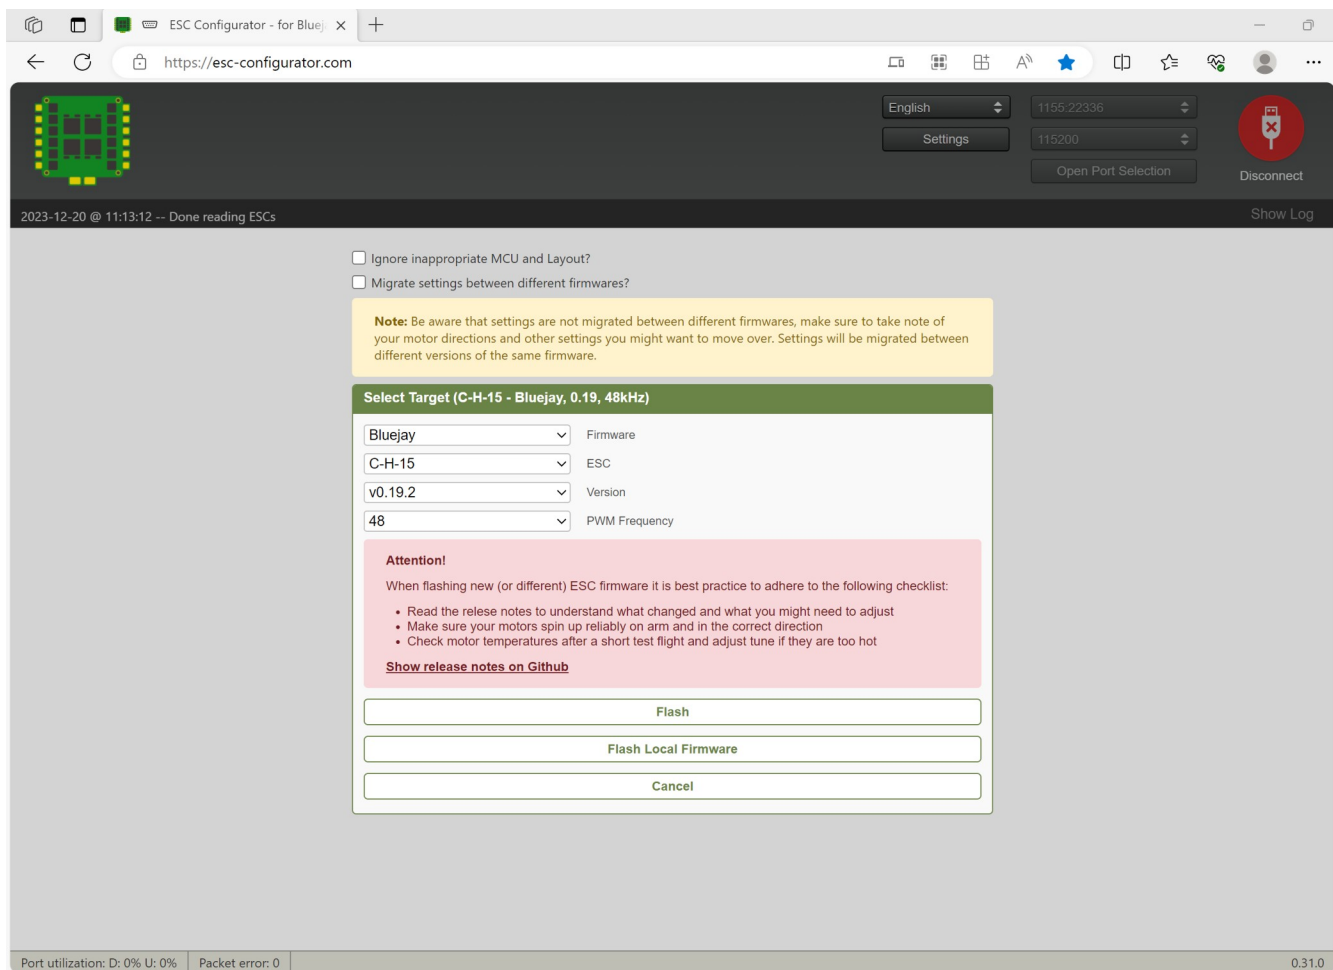 ESC Configurator - for Bluej
https://esc-configurator.com
English
1155:22336
Settings
115200
Open Port Selection
Disconnect
2023-12-20 @ 11:13:12 -- Done reading ESCs
Show Log
Ignore inappropriate MCU and Layout?
Migrate settings between different firmwares?
Note: Be aware that settings are not migrated between different firmwares, make sure to take note of
your motor directions and other settings you might want to move over. Settings will be migrated between
different versions of the same firmware.
Select Target (C-H-15 - Bluejay, 0.19, 48kHz)
Bluejay Firmware
C-H-15 ESC
v0.19.2 Version
48 PWM Frequency
Attention!
When flashing new (or different) ESC firmware it is best practice to adhere to the following checklist:
• Read the relese notes to understand what changed and what you might need to adjust
• Make sure your motors spin up reliably on arm and in the correct direction
• Check motor temperatures after a short test flight and adjust tune if they are too hot
Show release notes on Github
Flash
Flash Local Firmware
Cancel
Port utilization: D: 0% U: 0% Packet error: 0 0.31.0